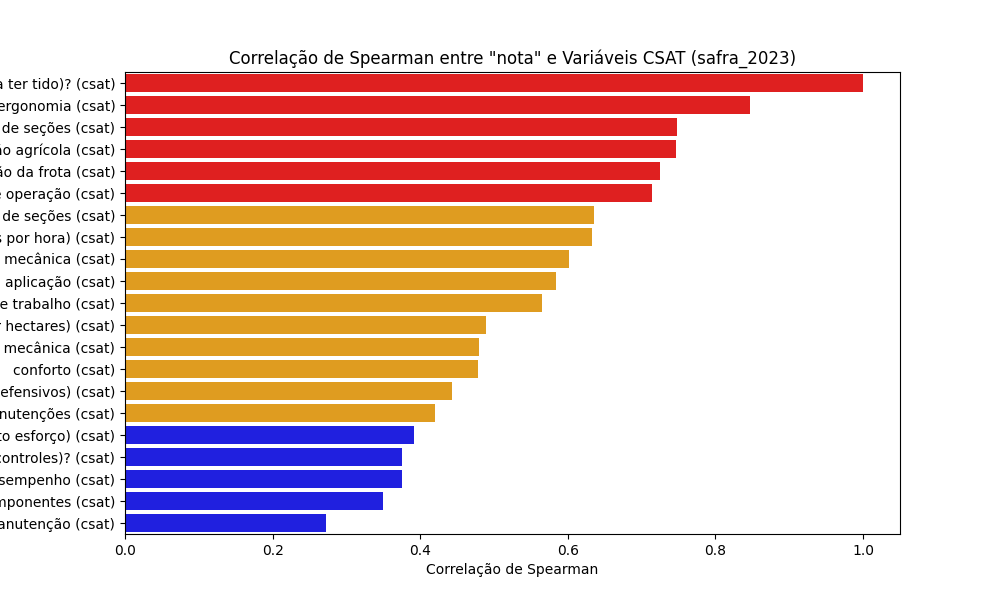 Correlação de Spearman entre "nota" e Variáveis CSAT (safra_2023)
a ter tido)? (csat)
ergonomia (csat)
de seções (csat)
ão agrícola (csat)
ão da frota (csat)
e operação (csat)
de seções (csat)
s por hora) (csat)
mecânica (csat)
aplicação (csat)
e trabalho (csat)
r hectares) (csat)
mecânica (csat)
conforto (csat)
efensivos) (csat)
nutenções (csat)
to esforço) (csat)
controles)? (csat)
sempenho (csat)
mponentes (csat)
anutenção (csat)
0.0 0.2 0.4 0.6 0.8 1.0
Correlação de Spearman